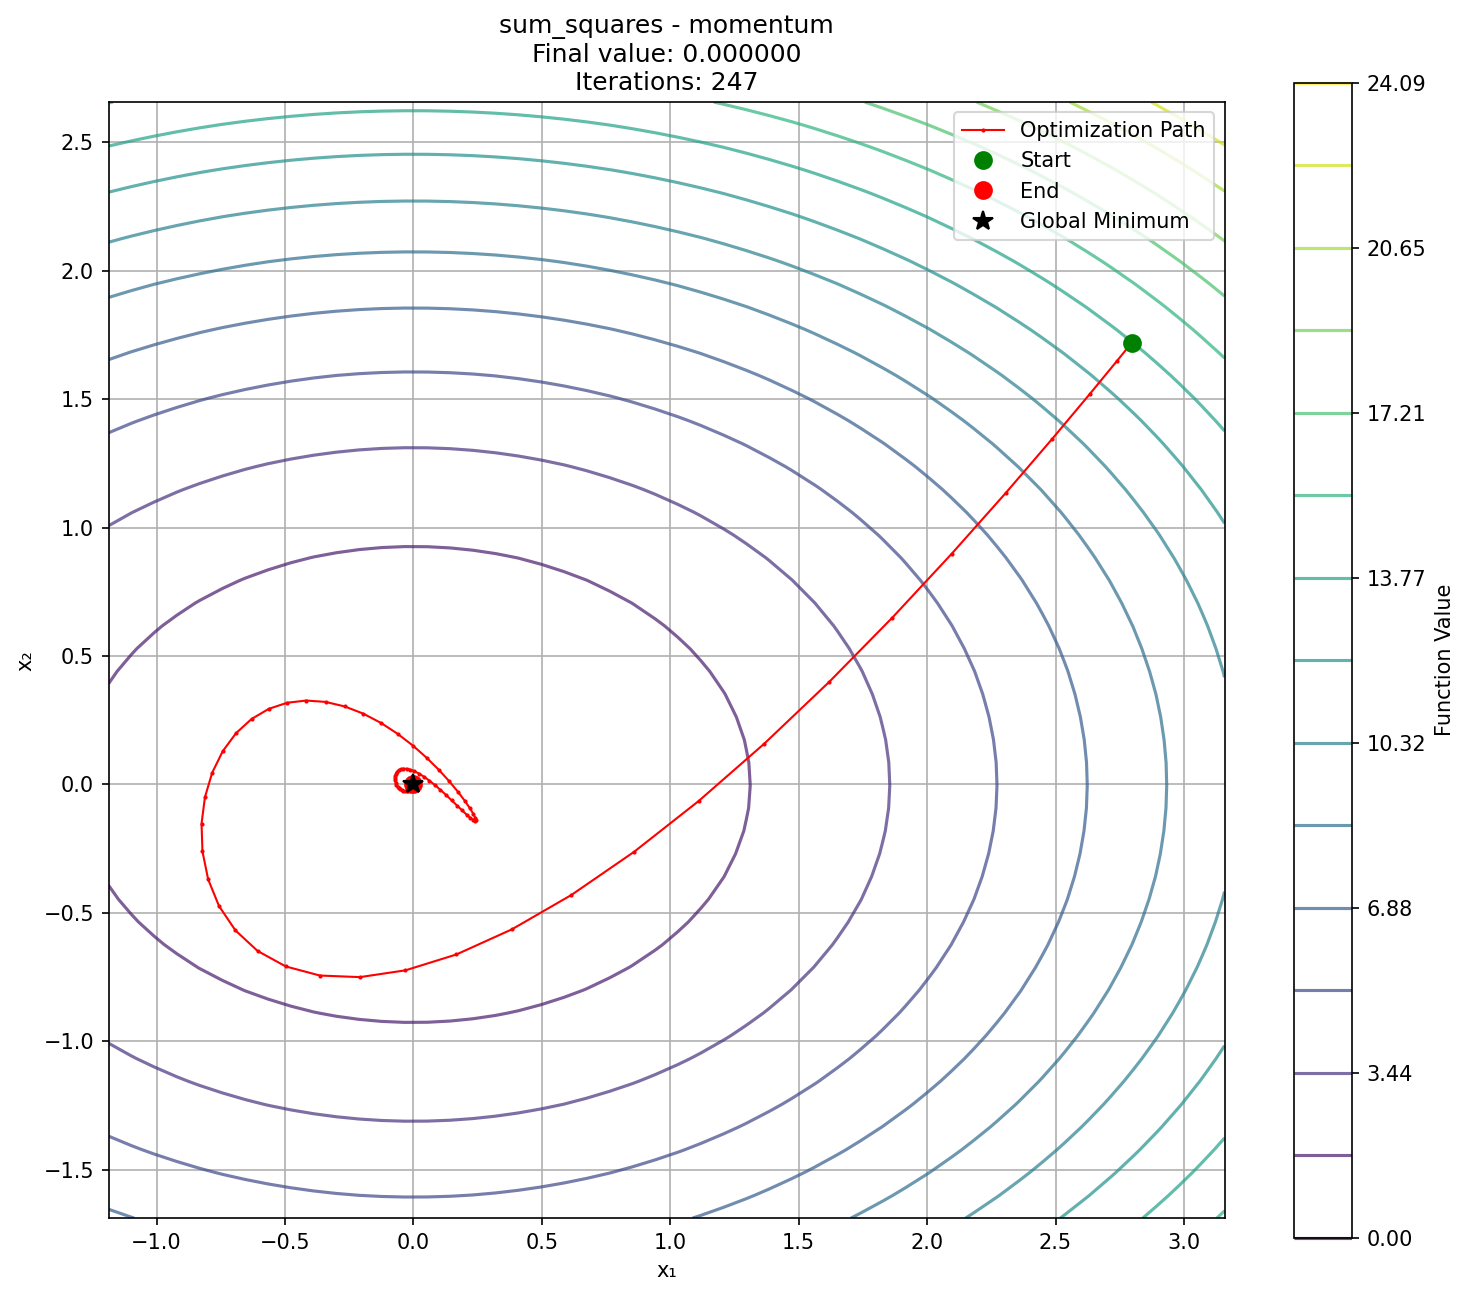 sum_squares - momentum
Final value: 0.000000
Iterations: 247
Optimization Path
Start
End
Global Minimum
2.5
2.0
1.5
1.0
0.5
0.0
−0.5
−1.0
−1.5
x₂
−1.0
−0.5
0.0
0.5
1.0
1.5
2.0
2.5
3.0
x₁
24.09
20.65
17.21
13.77
10.32
6.88
3.44
0.00
Function Value